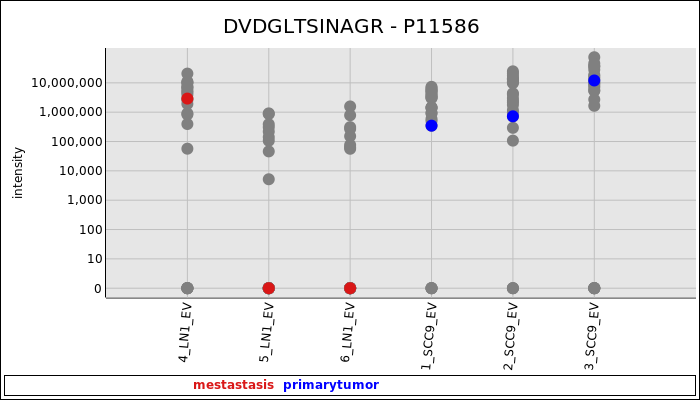 DVDGLTSINAGR - P11586
intensity
10,000,000
1,000,000
100,000
10,000
1,000
100
10
0
4_LN1_EV
5_LN1_EV
6_LN1_EV
1_SCC9_EV
2_SCC9_EV
3_SCC9_EV
mestastasis primarytumor